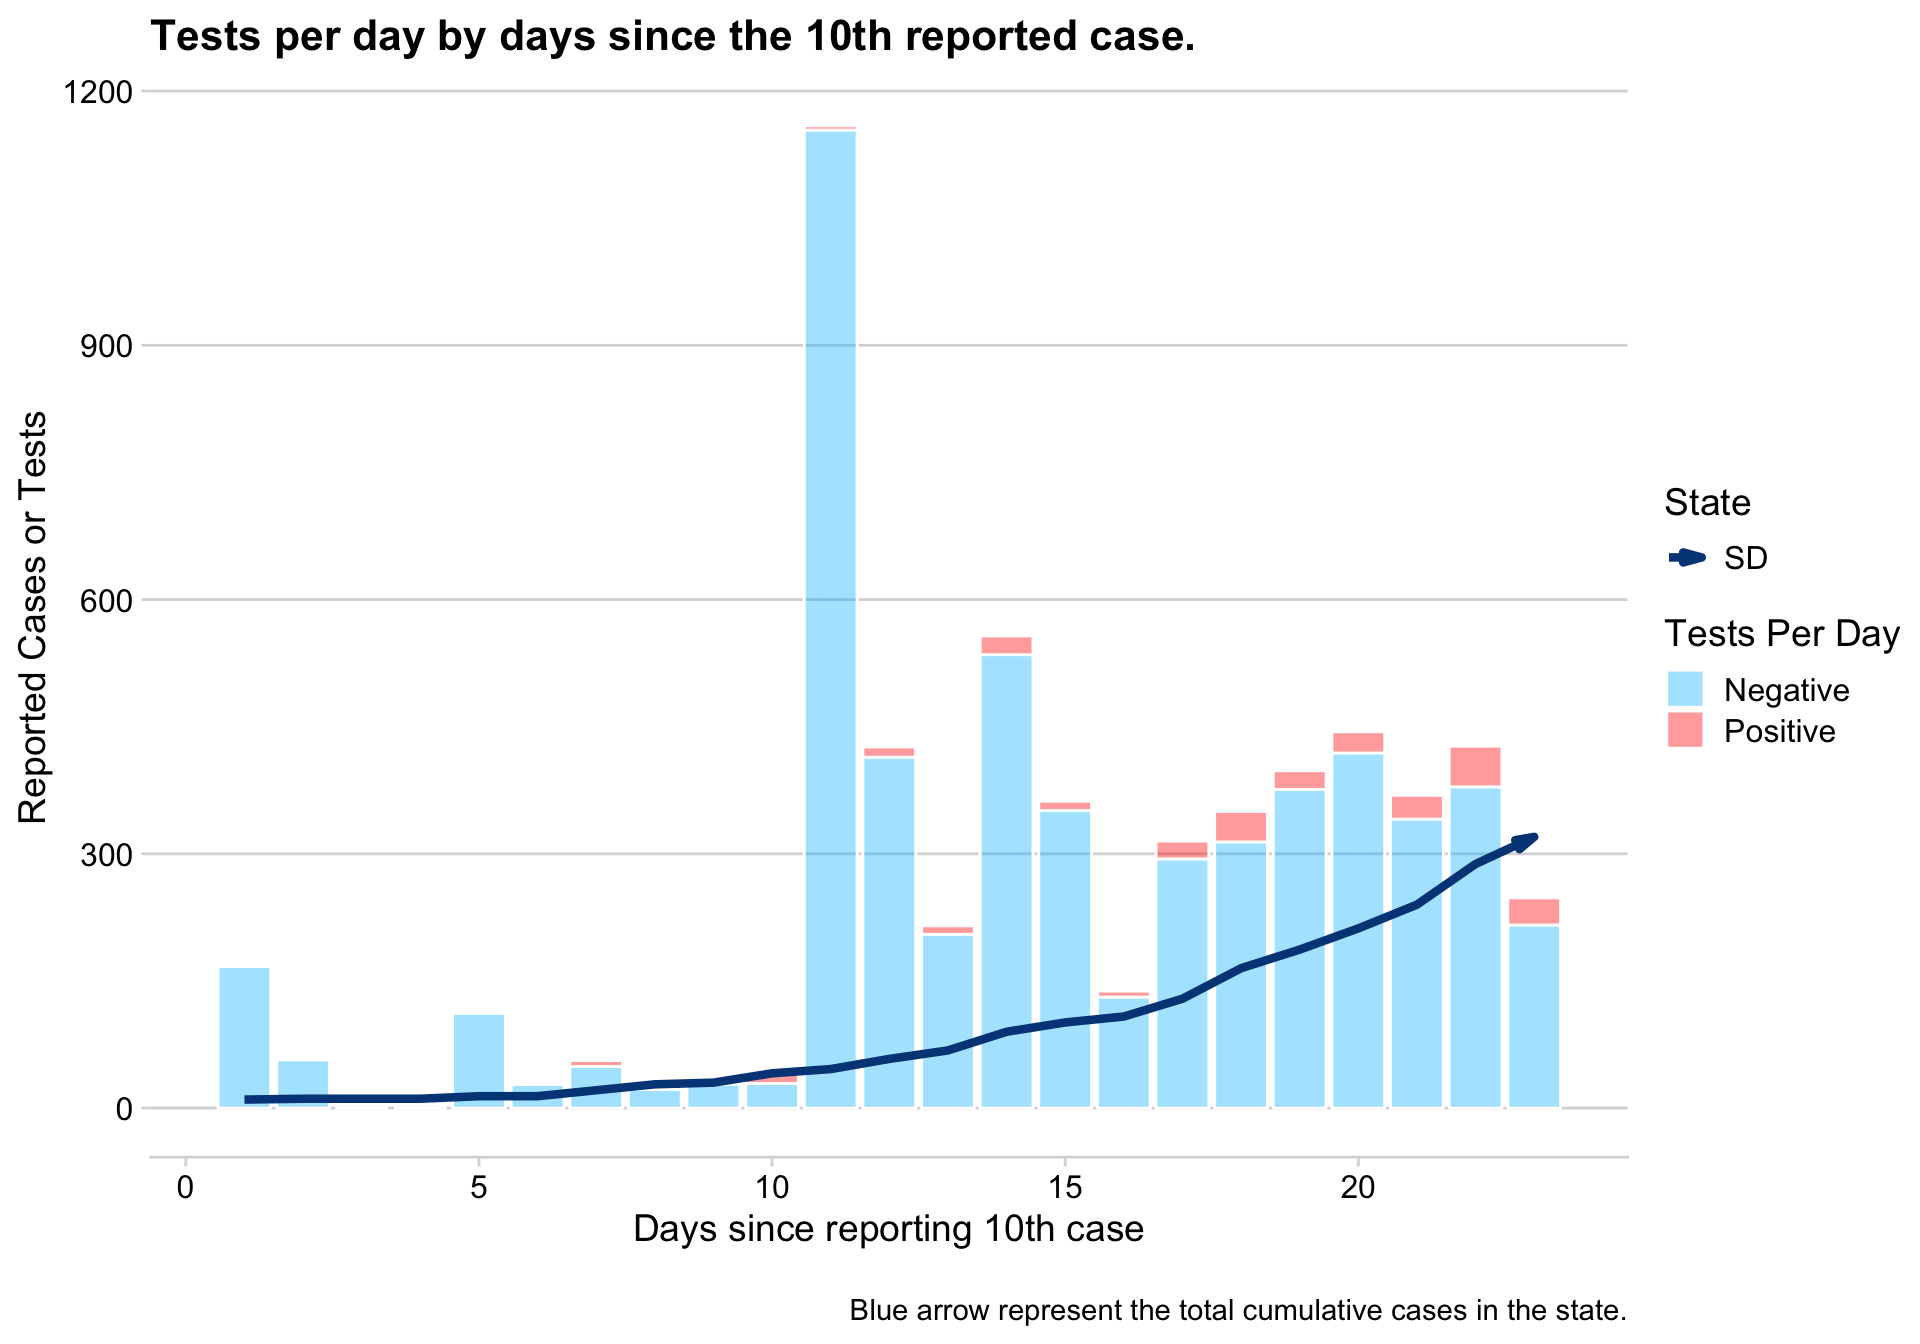 Tests per day by days since the 10th reported case.
1200
900
600
300
0
Reported Cases or Tests
0 5 10 15 20
Days since reporting 10th case
State
SD
Tests Per Day
Negative
Positive
Blue arrow represent the total cumulative cases in the state.